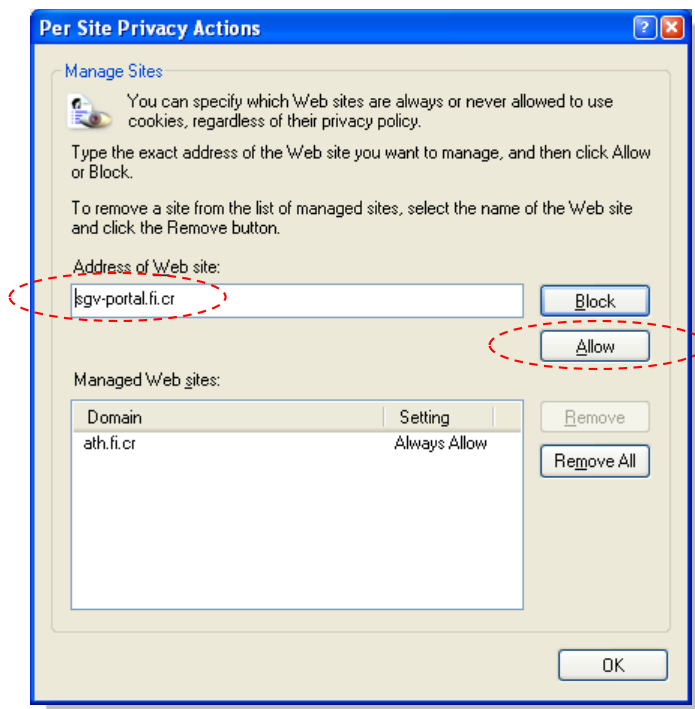 Per Site Privacy Actions
Manage Sites
You can specify which Web sites are always or never allowed to use
cookies, regardless of their privacy policy.
Type the exact address of the Web site you want to manage, and then click Allow
or Block.
To remove a site from the list of managed sites, select the name of the Web site
and click the Remove button.
Address of Web site:
sgv-portal.fi.cr
Block
Allow
Managed Web sites:
Domain Setting
Remove
ath.fi.cr Always Allow
Remove All
OK